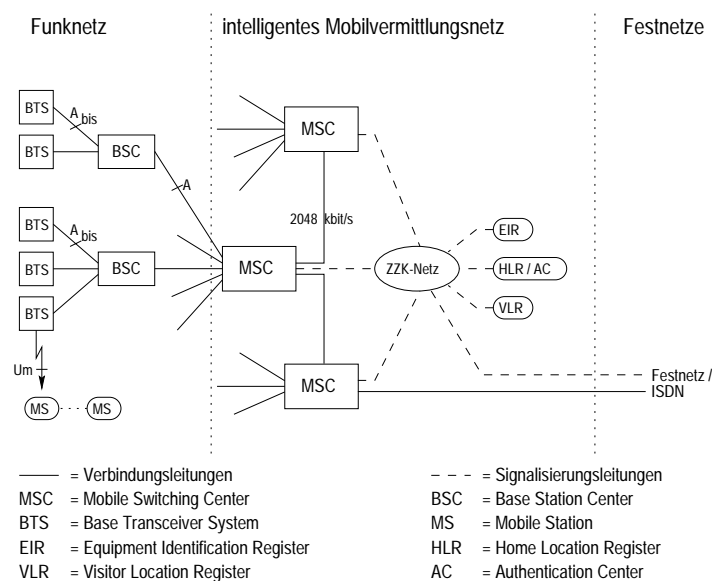 Funknetz intelligentes Mobilvermittlungsnetz Festnetze
BTS
A bis
BTS
BSC
A
MSC
2048 kbit/s
BTS
A bis
BTS
BSC
MSC
ZZK-Netz
EIR
HLR / AC
VLR
BTS
Um
MS . . . . MS
MSC
Festnetz /
ISDN
= Verbindungsleitungen
= Signalisierungsleitungen
MSC = Mobile Switching Center
BSC = Base Station Center
BTS = Base Transceiver System
MS = Mobile Station
EIR = Equipment Identification Register
HLR = Home Location Register
VLR = Visitor Location Register
AC = Authentication Center